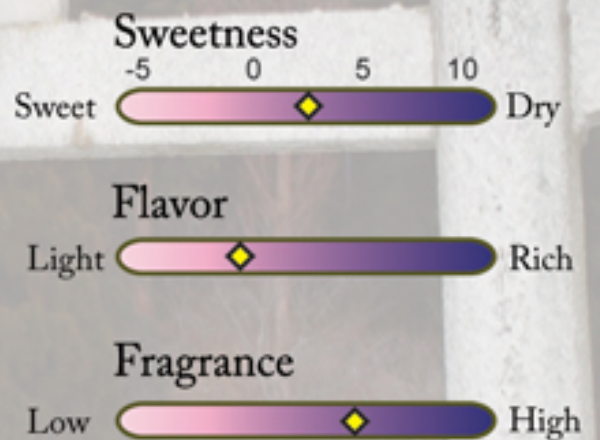 Sweetness
-5 0 5 10
Sweet Dry
Flavor
Light Rich
Fragrance
Low High